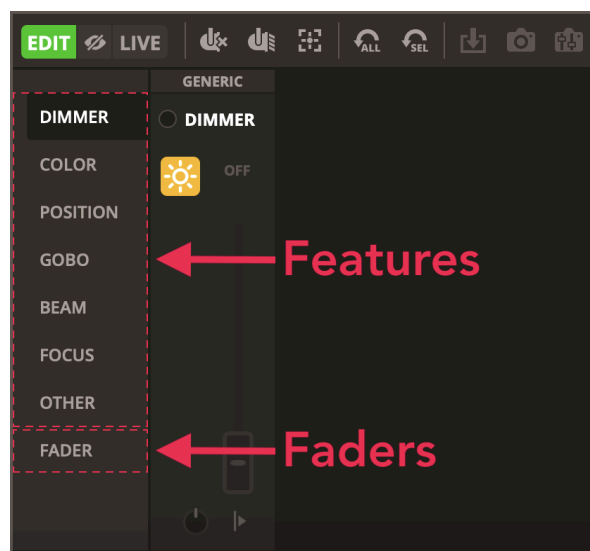 EDIT LIVE ALL SEL
GENERIC
DIMMER
DIMMER
OFF
COLOR
POSITION
GOBO
BEAM
FOCUS
OTHER
FADER
Features
Faders